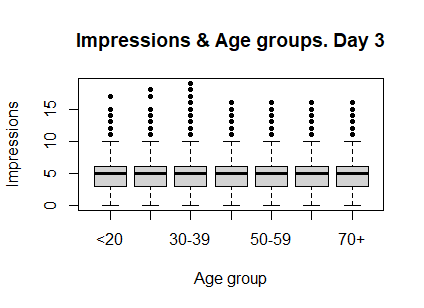 Impressions & Age groups. Day 3
Impressions
15
10
5
0
<20 30-39 50-59 70+
Age group